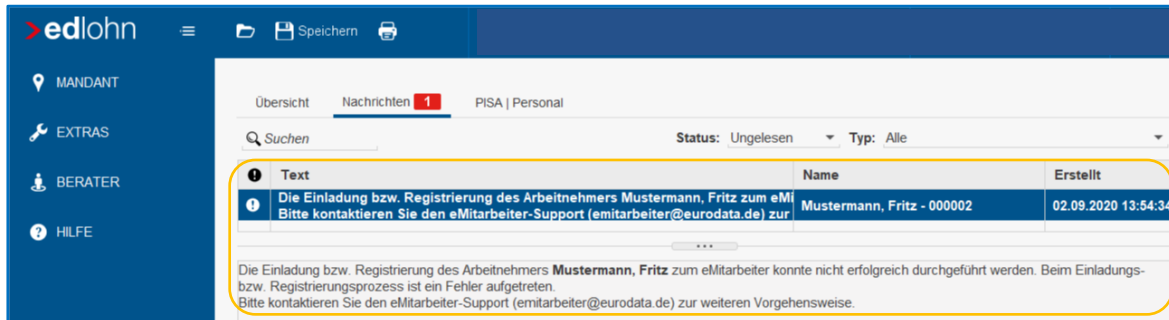 edlohn
Speichern
MANDANT
EXTRAS
BERATER
HILFE
Übersicht Nachrichten 1 PISA | Personal
Suchen Status: Ungelesen Typ: Alle
Text Name Erstellt
Die Einladung bzw. Registrierung des Arbeitnehmers Mustermann, Fritz zum eMi
Bitte kontaktieren Sie den eMitarbeiter-Support (emitarbeiter@eurodata.de) zur
Mustermann, Fritz - 000002 02.09.2020 13:54:34
Die Einladung bzw. Registrierung des Arbeitnehmers Mustermann, Fritz zum eMitarbeiter konnte nicht erfolgreich durchgeführt werden. Beim Einladungs-
bzw. Registrierungsprozess ist ein Fehler aufgetreten.
Bitte kontaktieren Sie den eMitarbeiter-Support (emitarbeiter@eurodata.de) zur weiteren Vorgehensweise.